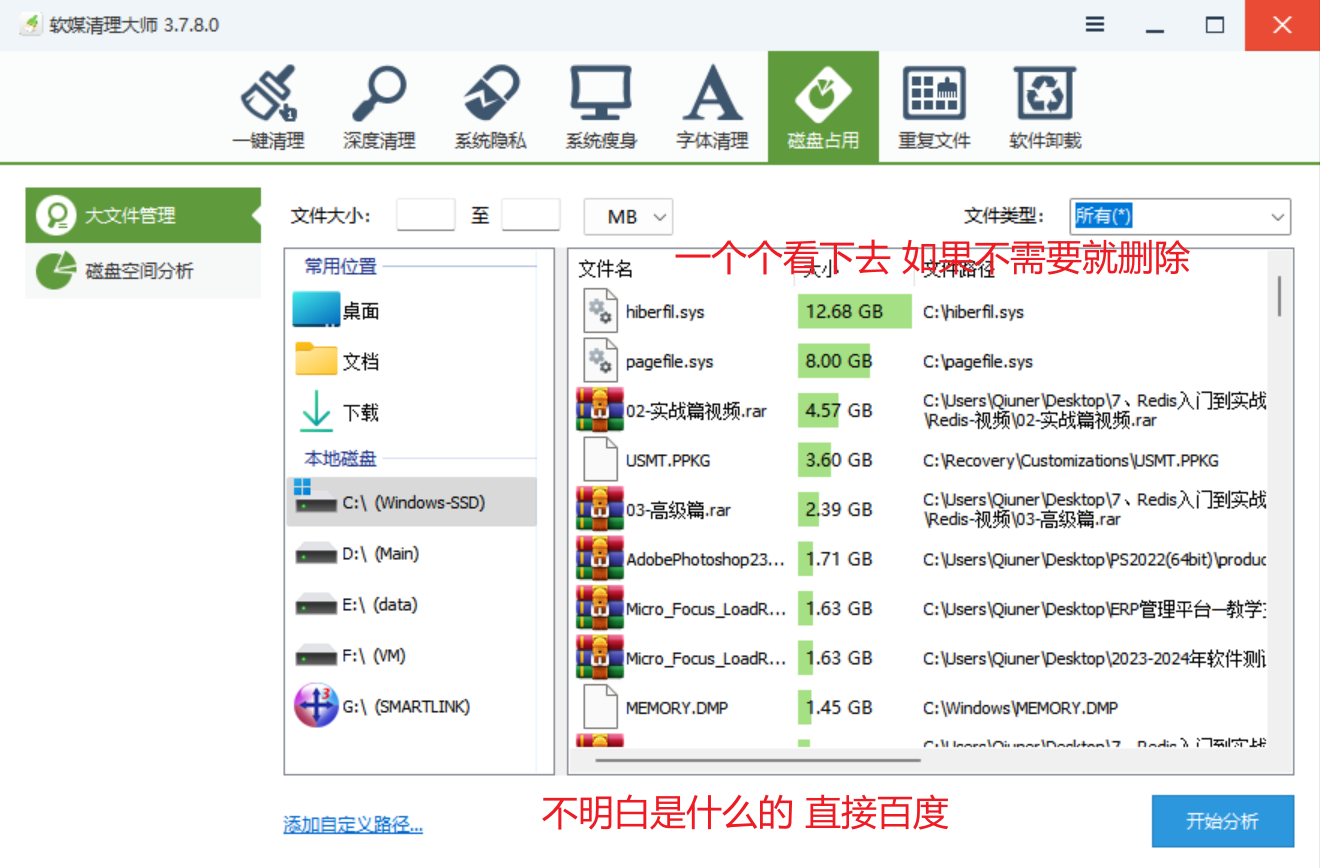 软媒清理大师 3.7.8.0
一键清理 深度清理 系统隐私 系统瘦身 字体清理 磁盘占用 重复文件 软件卸载
大文件管理
磁盘空间分析
文件大小： 至 MB 文件类型： 所有(*)
一个个看下去 如果不需要就删除
常用位置
桌面
文档
下载
本地磁盘
C:\ (Windows-SSD)
D:\ (Main)
E:\ (data)
F:\ (VM)
G:\ (SMARTLINK)
文件名 大小 文件路径
hiberfil.sys 12.68 GB C:\hiberfil.sys
pagefile.sys 8.00 GB C:\pagefile.sys
02-实战篇视频.rar 4.57 GB C:\Users\Qiuner\Desktop\7、Redis入门到实战
\Redis-视频\02-实战篇视频.rar
USMT.PPKG 3.60 GB C:\Recovery\Customizations\USMT.PPKG
03-高级篇.rar 2.39 GB C:\Users\Qiuner\Desktop\7、Redis入门到实战
\Redis-视频\03-高级篇.rar
AdobePhotoshop23... 1.71 GB C:\Users\Qiuner\Desktop\PS2022(64bit)\produc
Micro_Focus_LoadR... 1.63 GB C:\Users\Qiuner\Desktop\ERP管理平台—教学
Micro_Focus_LoadR... 1.63 GB C:\Users\Qiuner\Desktop\2023-2024年软件测
MEMORY.DMP 1.45 GB C:\Windows\MEMORY.DMP
C:\Users\Qiuner\Desktop\7、Redis入门到实战
添加自定义路径...
不明白是什么的 直接百度
开始分析